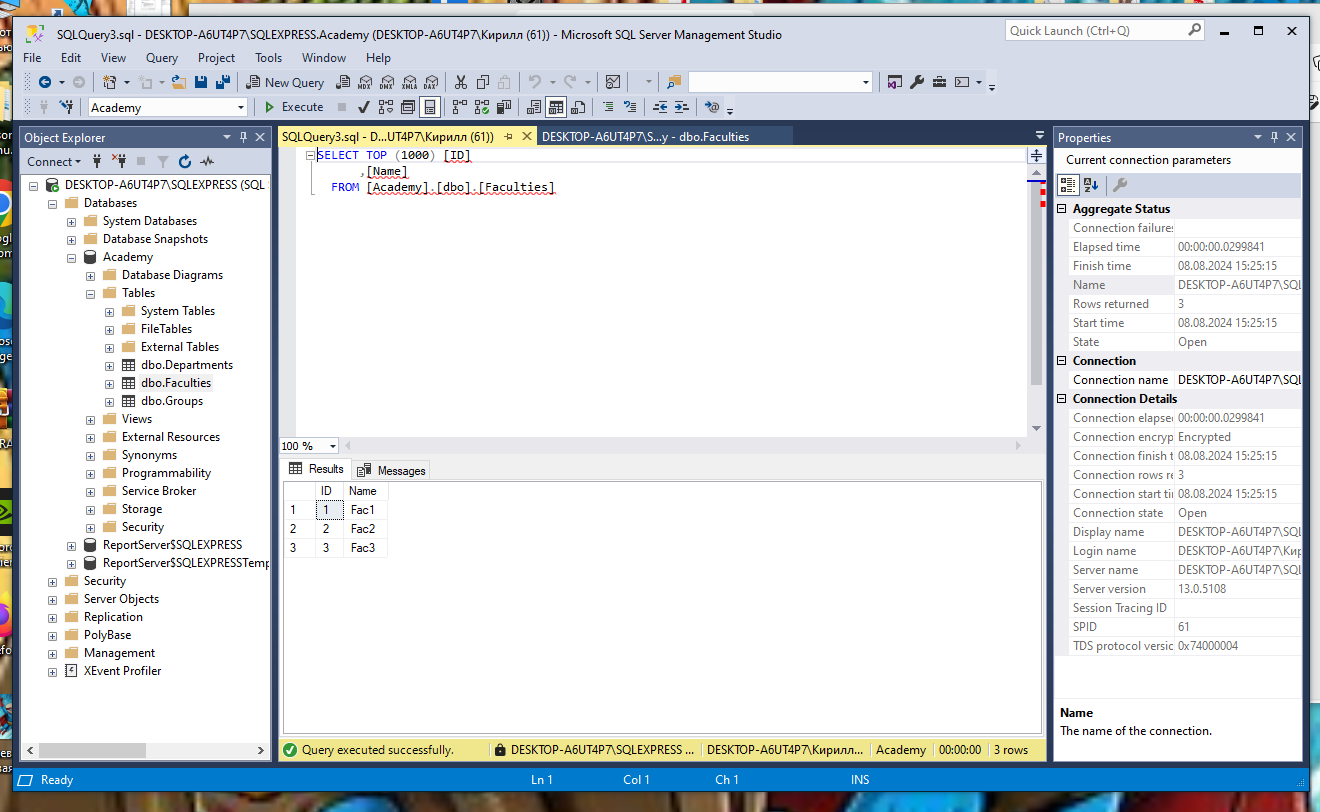 SQLQuery3.sql - DESKTOP-A6UT4P7\SQLEXPRESS.Academy (DESKTOP-A6UT4P7\Кирилл (61)) - Microsoft SQL Server Management Studio
Quick Launch (Ctrl+Q)
File Edit View Query Project Tools Window Help
New Query MDX DMX XMLA DAX
Academy Execute
Object Explorer
Connect
DESKTOP-A6UT4P7\SQLEXPRESS (SQL
Databases
System Databases
Database Snapshots
Academy
Database Diagrams
Tables
System Tables
FileTables
External Tables
dbo.Departments
dbo.Faculties
dbo.Groups
Views
External Resources
Synonyms
Programmability
Service Broker
Storage
Security
ReportServer$SQLEXPRESS
ReportServer$SQLEXPRESSTemp
Security
Server Objects
Replication
PolyBase
Management
XEvent Profiler
SQLQuery3.sql - D...UT4P7\Кирилл (61)) DESKTOP-A6UT4P7\S...y - dbo.Faculties
SELECT TOP (1000) [ID]
,[Name]
FROM [Academy].[dbo].[Faculties]
100 %
Results Messages
ID Name
1 1 Fac1
2 2 Fac2
3 3 Fac3
Query executed successfully. DESKTOP-A6UT4P7\SQLEXPRESS ... DESKTOP-A6UT4P7\Кирилл... Academy 00:00:00 3 rows
Properties
Current connection parameters
Aggregate Status
Connection failures
Elapsed time 00:00:00.0299841
Finish time 08.08.2024 15:25:15
Name DESKTOP-A6UT4P7\SQL
Rows returned 3
Start time 08.08.2024 15:25:15
State Open
Connection
Connection name DESKTOP-A6UT4P7\SQL
Connection Details
Connection elapse 00:00:00.0299841
Connection encryp Encrypted
Connection finish t 08.08.2024 15:25:15
Connection rows re 3
Connection start ti 08.08.2024 15:25:15
Connection state Open
Display name DESKTOP-A6UT4P7\SQL
Login name DESKTOP-A6UT4P7\Кир
Server name DESKTOP-A6UT4P7\SQL
Server version 13.0.5108
Session Tracing ID
SPID 61
TDS protocol versic 0x74000004
Name
The name of the connection.
Ready Ln 1 Col 1 Ch 1 INS